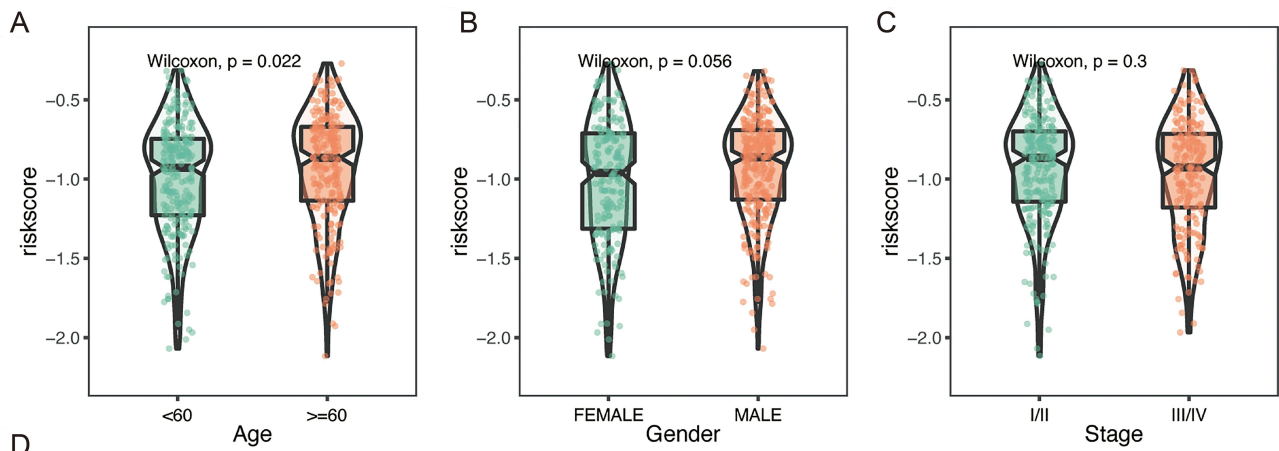 A
Wilcoxon, p = 0.022
−0.5
−1.0
−1.5
−2.0
riskscore
<60
>=60
Age
B
Wilcoxon, p = 0.056
−0.5
−1.0
−1.5
−2.0
riskscore
FEMALE
MALE
Gender
C
Wilcoxon, p = 0.3
−0.5
−1.0
−1.5
−2.0
riskscore
I/II
III/IV
Stage
D